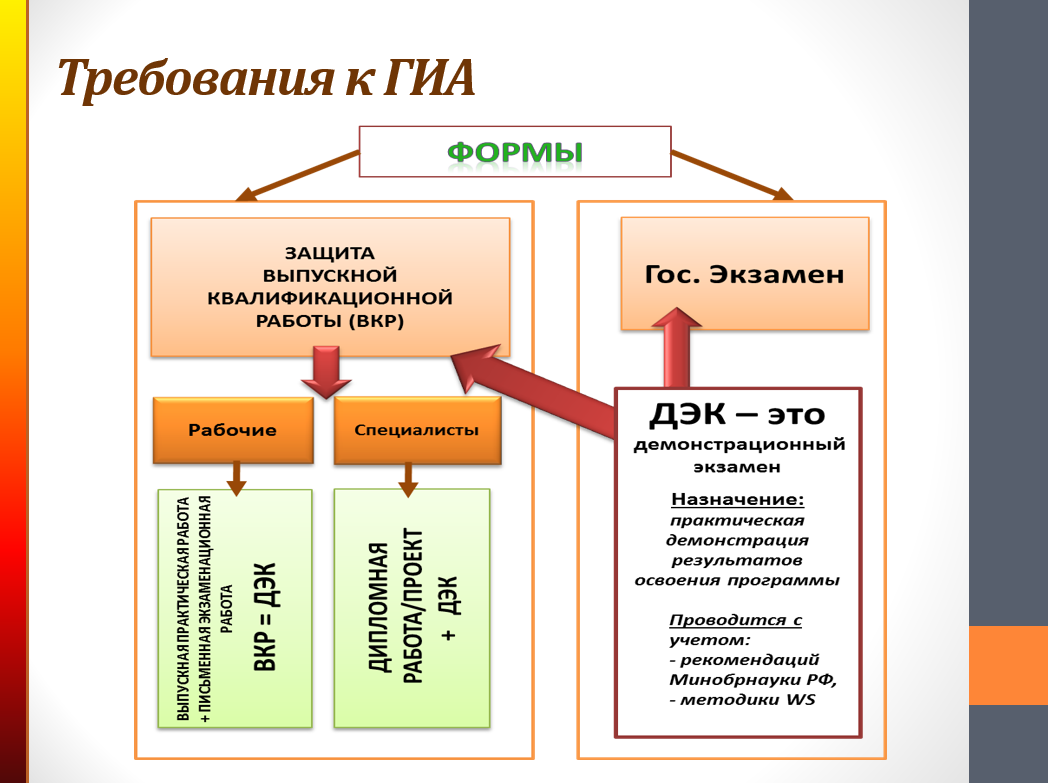 Требования к ГИА
ФОРМЫ
ЗАЩИТА
ВЫПУСКНОЙ
КВАЛИФИКАЦИОННОЙ
РАБОТЫ (ВКР)
Рабочие
Специалисты
ВЫПУСКНАЯ ПРАКТИЧЕСКАЯ РАБОТА
+ ПИСЬМЕННАЯ ЭКЗАМЕНАЦИОННАЯ
РАБОТА
ВКР = ДЭК
ДИПЛОМНАЯ
РАБОТА/ПРОЕКТ
+ ДЭК
Гос. Экзамен
ДЭК – это
демонстрационный
экзамен
Назначение:
практическая
демонстрация
результатов
освоения программы
Проводится с
учетом:
- рекомендаций
Минобрнауки РФ,
- методики WS